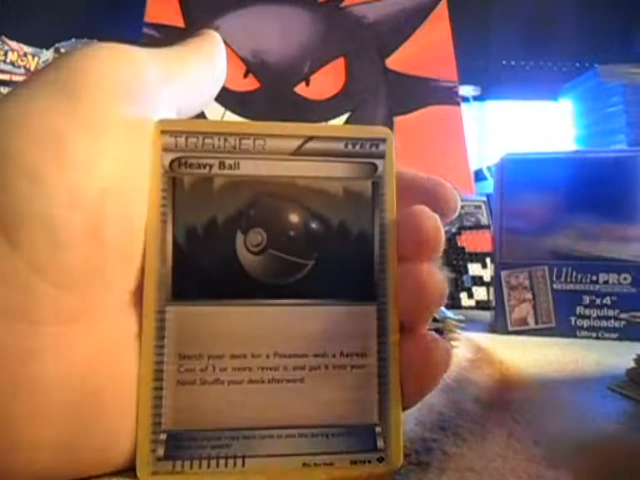 TRAINER
ITEM
Heavy Ball
Search your deck for a Pokémon with a Retreat
Cost of 3 or more, reveal it, and put it into your
hand. Shuffle your deck afterward.
Ultra·PRO
3"x4"
Regular
Toploader
Ultra Clear